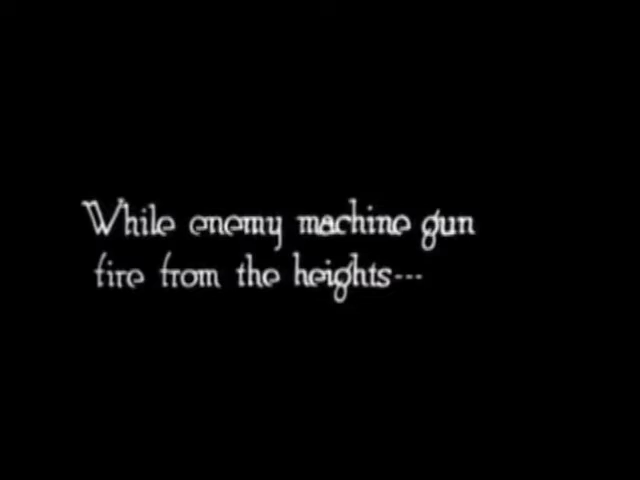 While enemy machine gun
fire from the heights---